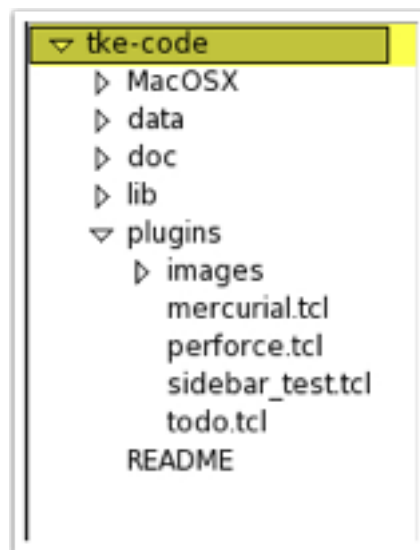 tke-code
MacOSX
data
doc
lib
plugins
images
mercurial.tcl
perforce.tcl
sidebar_test.tcl
todo.tcl
README